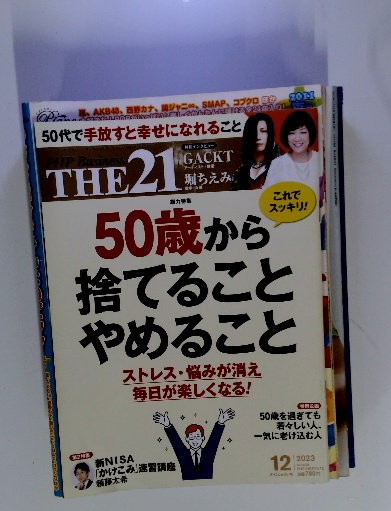 嵐、AKB48、西野カナ、関ジャニ∞、SMAP、コブクロ
50代で手放すと幸せになれること
PHP Business
THE21
GACKT
堀ちえみ
これで
スッキリ!
総力特集
50歳から
捨てること
やめること
ストレス・悩みが消え
毎日が楽しくなる!
50歳を過ぎても
若々しい人、
一気に老け込む人
第2特集
新NISA
「かけこみ」速習講座
頼藤太希
12
2023